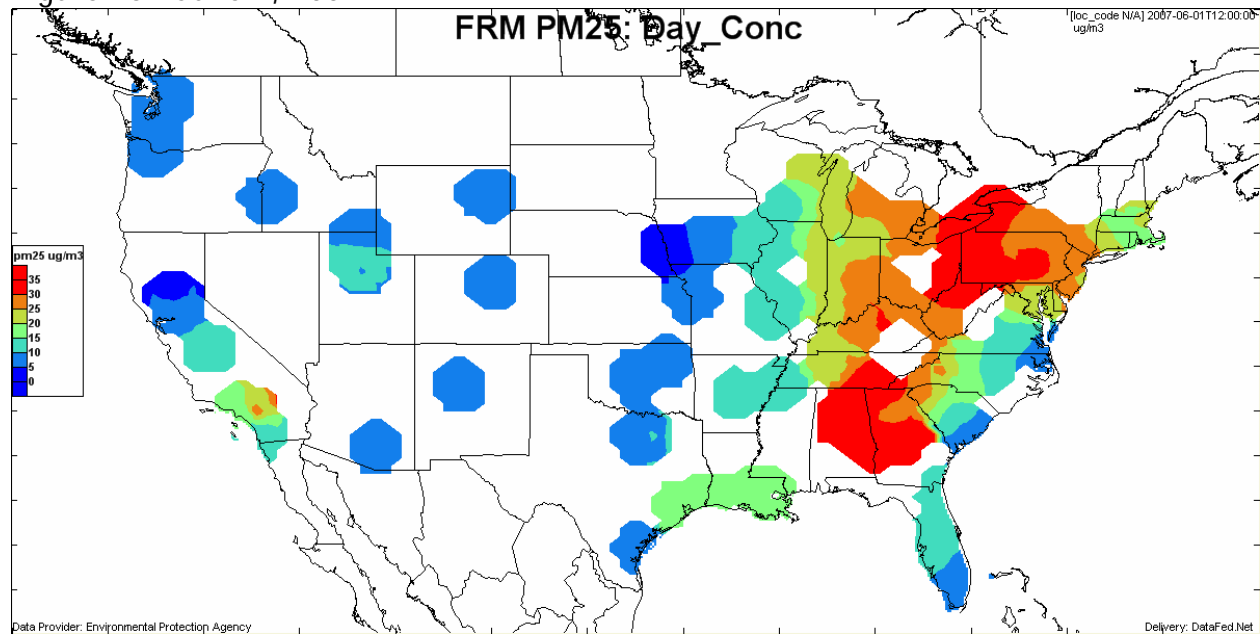 FRM PM25: Day_Conc
[loc_code N/A] 2007-06-01T12:00:00
ug/m3
pm25 ug/m3
35
30
25
20
15
10
5
0
Data Provider: Environmental Protection Agency
Delivery: DataFed.Net